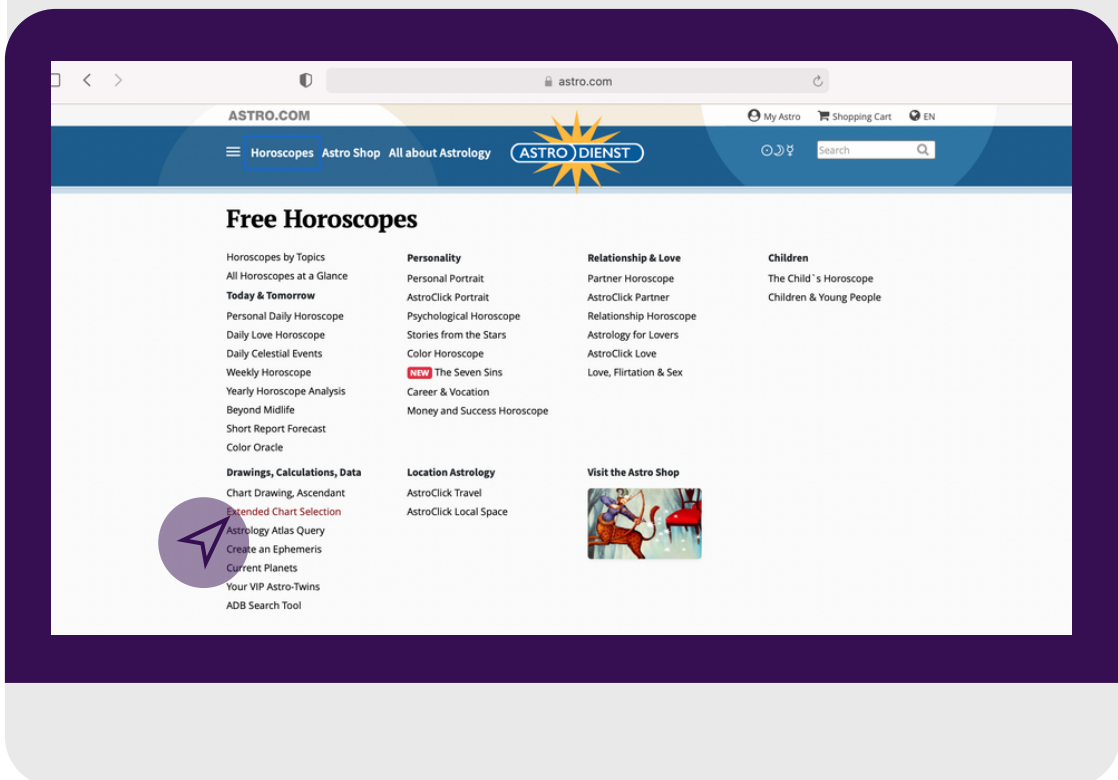 astro.com
ASTRO.COM
My Astro
Shopping Cart
EN
Horoscopes
Astro Shop
All about Astrology
ASTRO DIENST
Search
Free Horoscopes
Horoscopes by Topics
All Horoscopes at a Glance
Today & Tomorrow
Personal Daily Horoscope
Daily Love Horoscope
Daily Celestial Events
Weekly Horoscope
Yearly Horoscope Analysis
Beyond Midlife
Short Report Forecast
Color Oracle
Personality
Personal Portrait
AstroClick Portrait
Psychological Horoscope
Stories from the Stars
Color Horoscope
NEW The Seven Sins
Career & Vocation
Money and Success Horoscope
Relationship & Love
Partner Horoscope
AstroClick Partner
Relationship Horoscope
Astrology for Lovers
AstroClick Love
Love, Flirtation & Sex
Children
The Child`s Horoscope
Children & Young People
Drawings, Calculations, Data
Chart Drawing, Ascendant
Extended Chart Selection
Astrology Atlas Query
Create an Ephemeris
Current Planets
Your VIP Astro-Twins
ADB Search Tool
Location Astrology
AstroClick Travel
AstroClick Local Space
Visit the Astro Shop